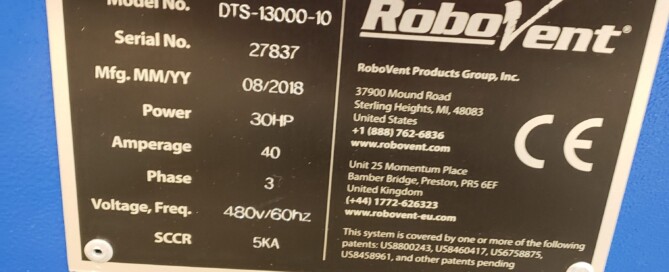 Model No. DTS-13000-10
Serial No. 27837
Mfg. MM/YY 08/2018
Power 30HP
Amperage 40
Phase 3
Voltage, Freq. 480v/60hz
SCCR 5KA
RoboVent®
RoboVent Products Group, Inc.
37900 Mound Road
Sterling Heights, MI, 48083
United States
+1 (888) 762-6836
www.robovent.com
CE
Unit 25 Momentum Place
Bamber Bridge, Preston, PR5 6EF
United Kingdom
(+44) 1772-626323
www.robovent-eu.com
This system is covered by one or more of the following
patents: US8800243, US8460417, US6758875,
US8458961, and other patents pending